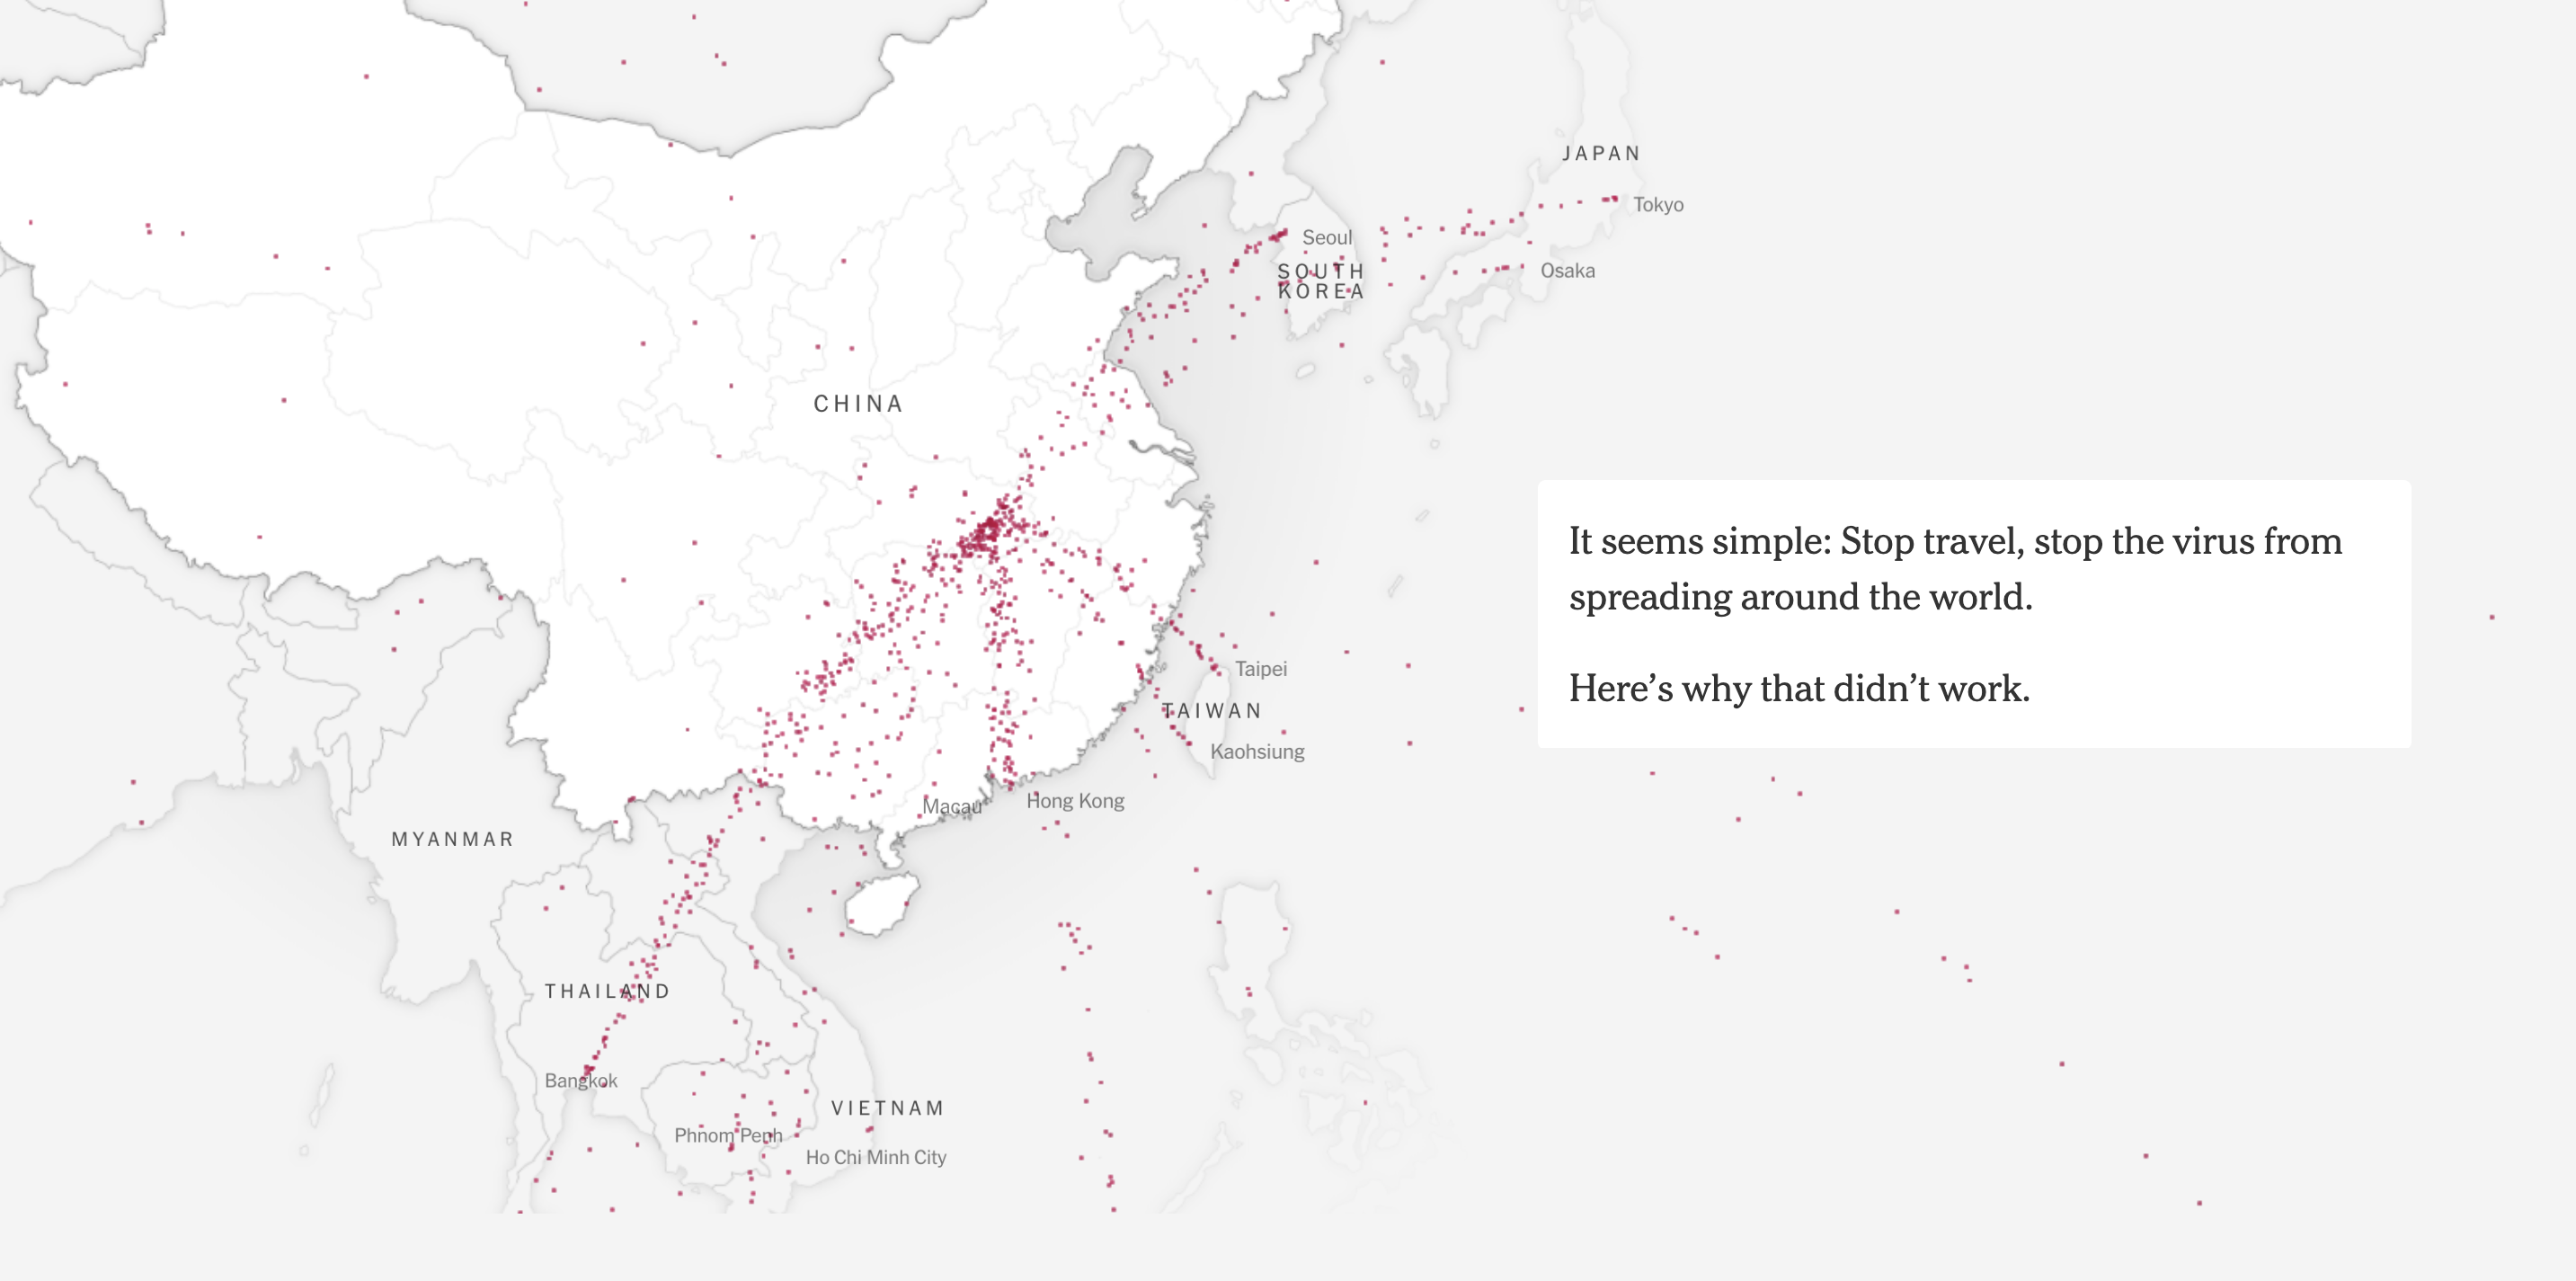 JAPAN
Tokyo
Seoul
SOUTH
KOREA
Osaka
CHINA
It seems simple: Stop travel, stop the virus from
spreading around the world.
Here’s why that didn’t work.
Taipei
TAIWAN
Kaohsiung
Macau
Hong Kong
MYANMAR
THAILAND
Bangkok
VIETNAM
Phnom Penh
Ho Chi Minh City